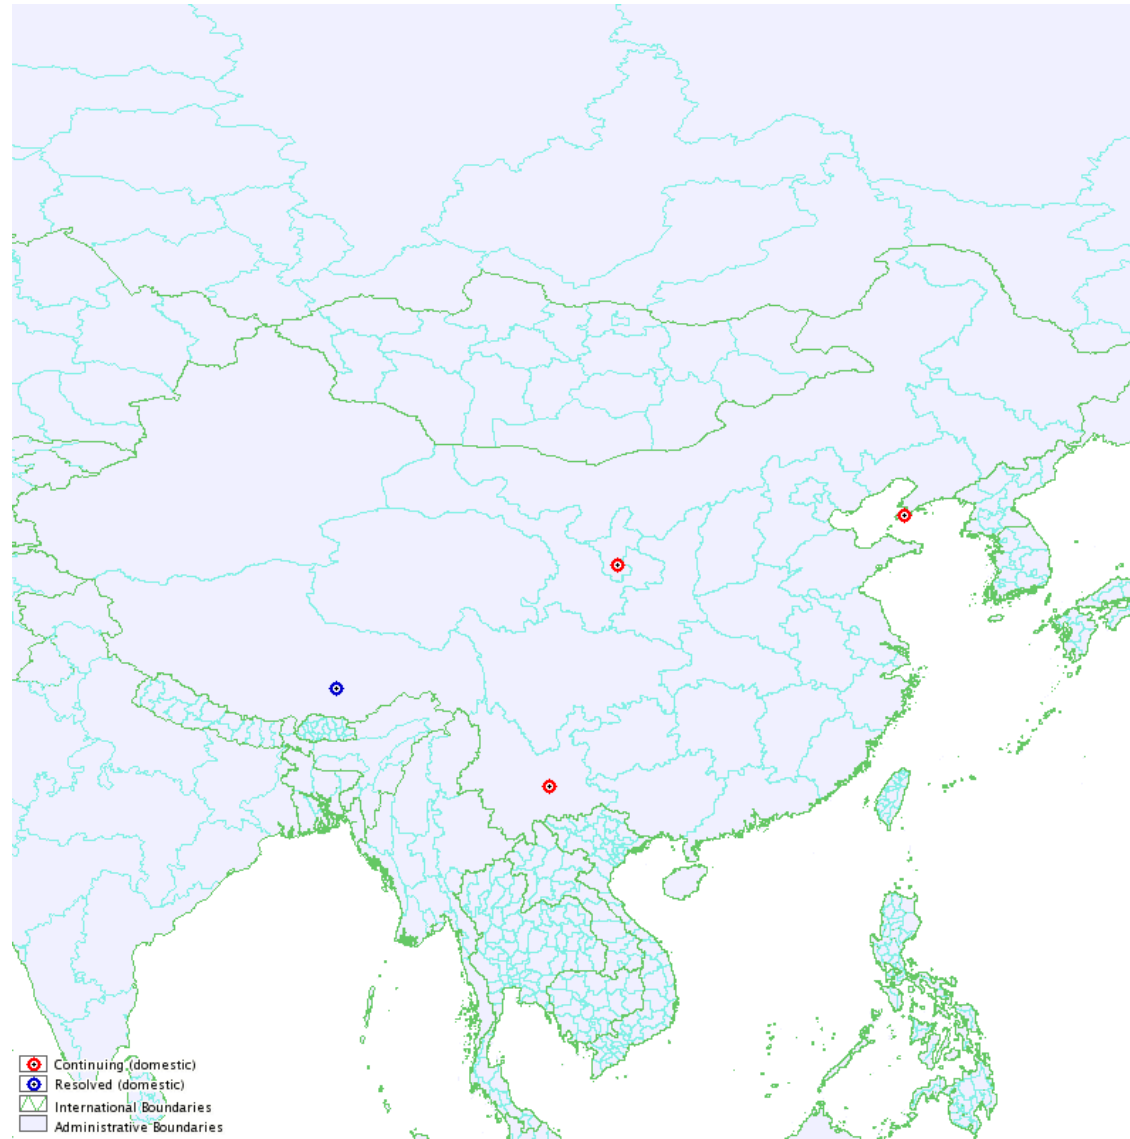 Continuing (domestic)
Resolved (domestic)
International Boundaries
Administrative Boundaries